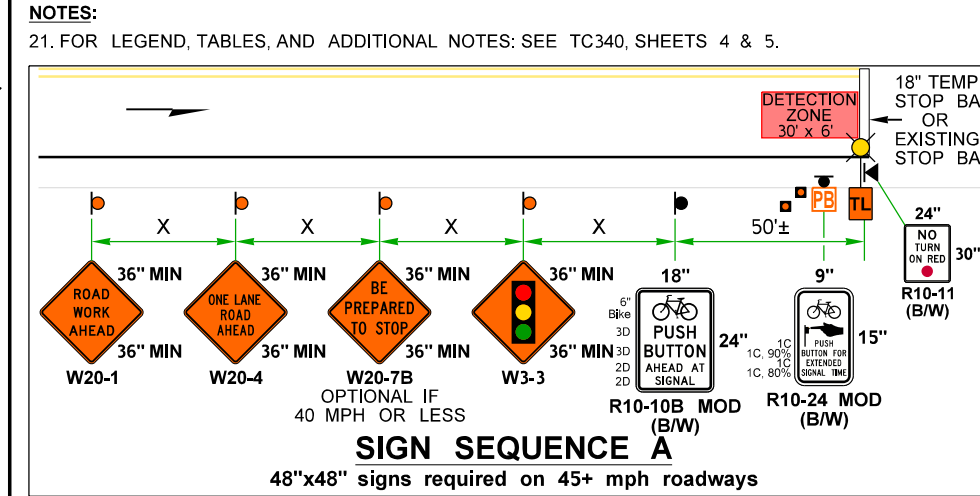 NOTES:
21. FOR LEGEND, TABLES, AND ADDITIONAL NOTES: SEE TC340, SHEETS 4 & 5.
DETECTION
ZONE
30' x 6'
18" TEMP
STOP BA
OR
EXISTING
STOP BA
PB
TL
X
X
X
X
50'±
24"
NO
TURN
ON RED
30"
R10-11
(B/W)
36" MIN
ROAD
WORK
AHEAD
36" MIN
W20-1
36" MIN
ONE LANE
ROAD
AHEAD
36" MIN
W20-4
36" MIN
BE
PREPARED
TO STOP
36" MIN
W20-7B
OPTIONAL IF
40 MPH OR LESS
36" MIN
36" MIN
W3-3
18"
6"
Bike
3D
3D
2D
2D
PUSH
BUTTON
AHEAD AT
SIGNAL
24"
R10-10B MOD
(B/W)
9"
1C
1C, 90%
1C
1C, 80%
PUSH
BUTTON FOR
EXTENDED
SIGNAL TIME
15"
R10-24 MOD
(B/W)
SIGN SEQUENCE A
48"x48" signs required on 45+ mph roadways